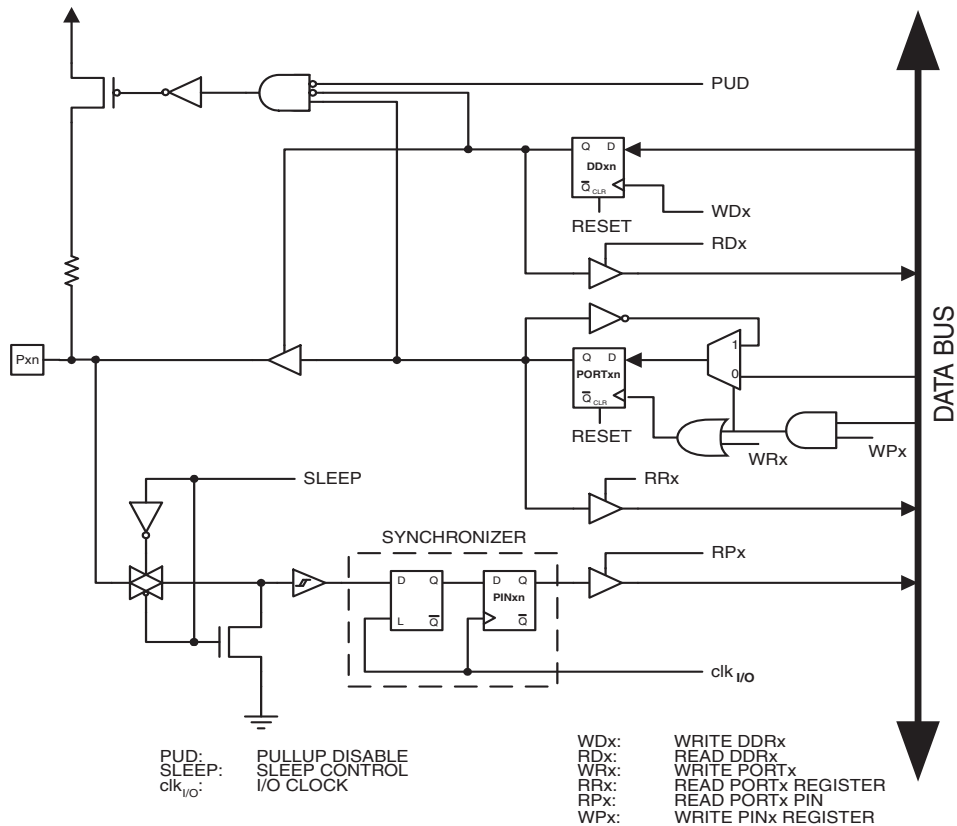 PUD
Q D
DDxn
Q CLR
WDx
RESET
RDx
Pxn
1
Q D
PORTxn
0
Q CLR
RESET
WRx
WPx
DATA BUS
SLEEP
RRx
SYNCHRONIZER
RPx
D Q
D Q
PINxn
L Q
Q
clk I/O
PUD: PULLUP DISABLE
SLEEP: SLEEP CONTROL
clkI/O: I/O CLOCK
WDx: WRITE DDRx
RDx: READ DDRx
WRx: WRITE PORTx
RRx: READ PORTx REGISTER
RPx: READ PORTx PIN
WPx: WRITE PINx REGISTER